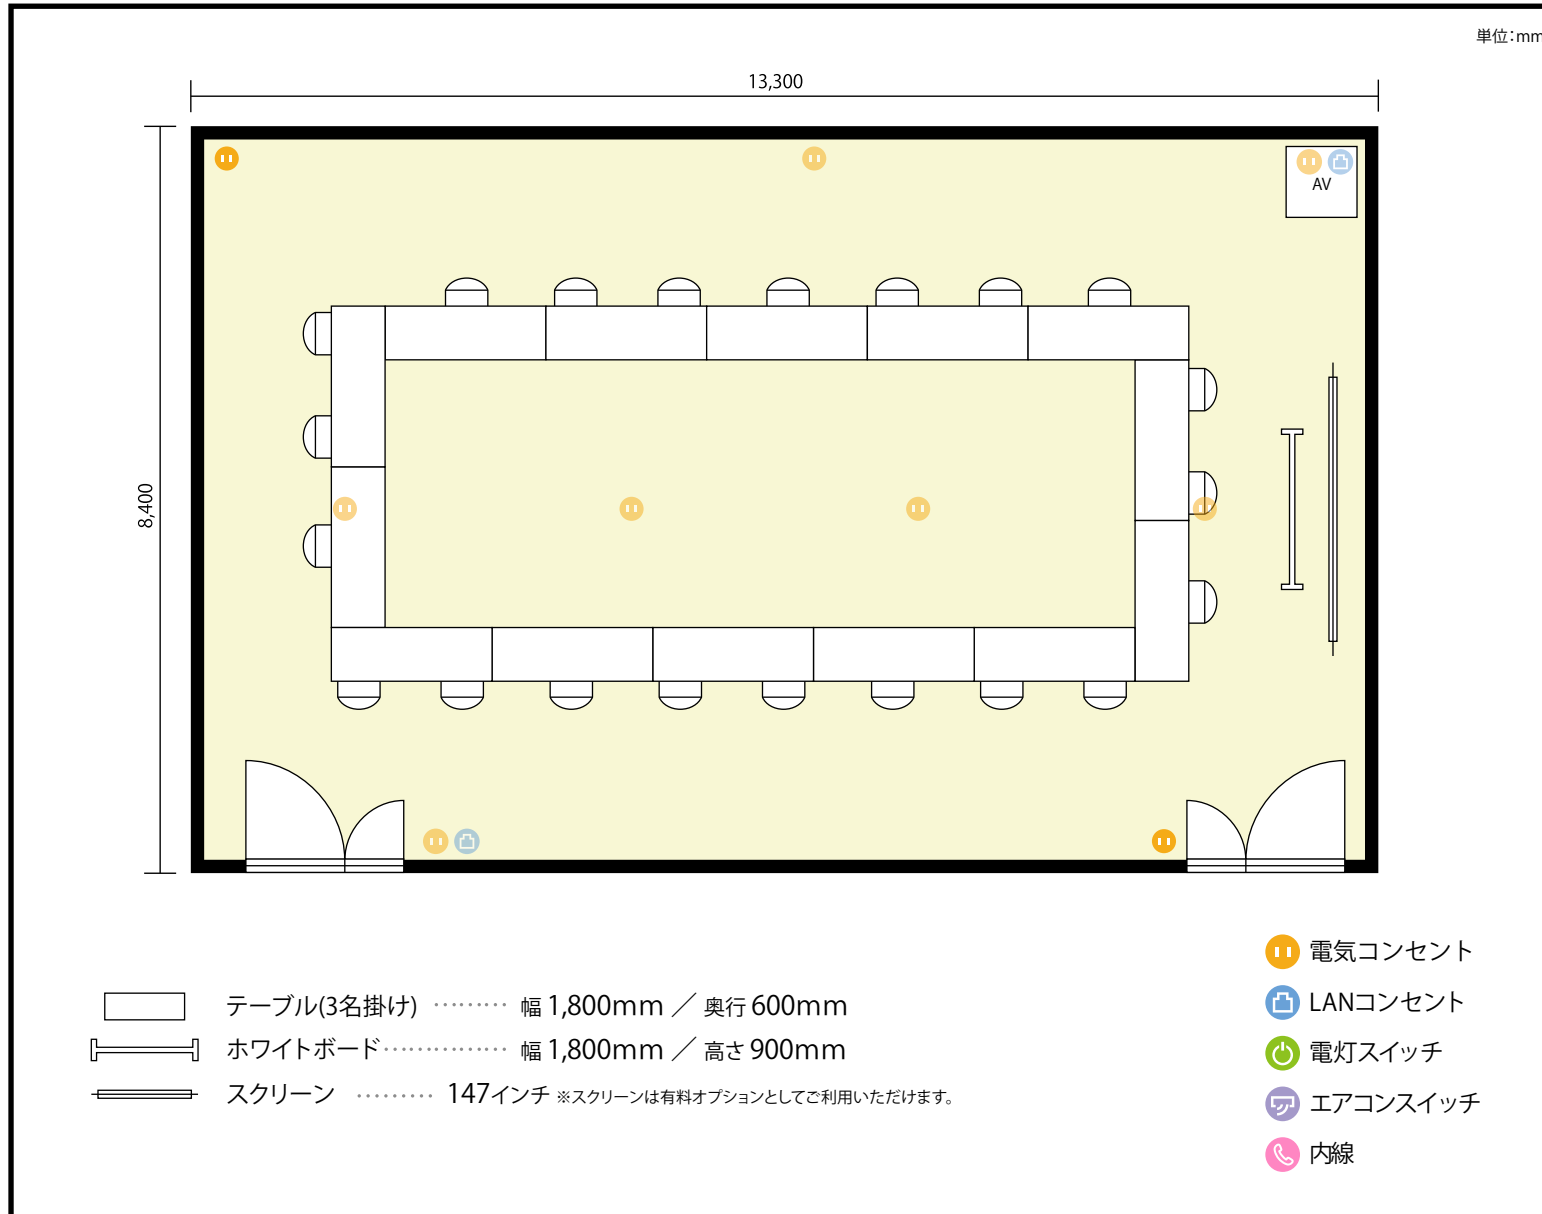 単位:mm
13,300
8,400
AV
テーブル(3名掛け) ········· 幅 1,800mm ／ 奥行 600mm
ホワイトボード ·············· 幅 1,800mm ／ 高さ 900mm
スクリーン ········· 147インチ ※スクリーンは有料オプションとしてご利用いただけます。
電気コンセント
LANコンセント
電灯スイッチ
エアコンスイッチ
内線